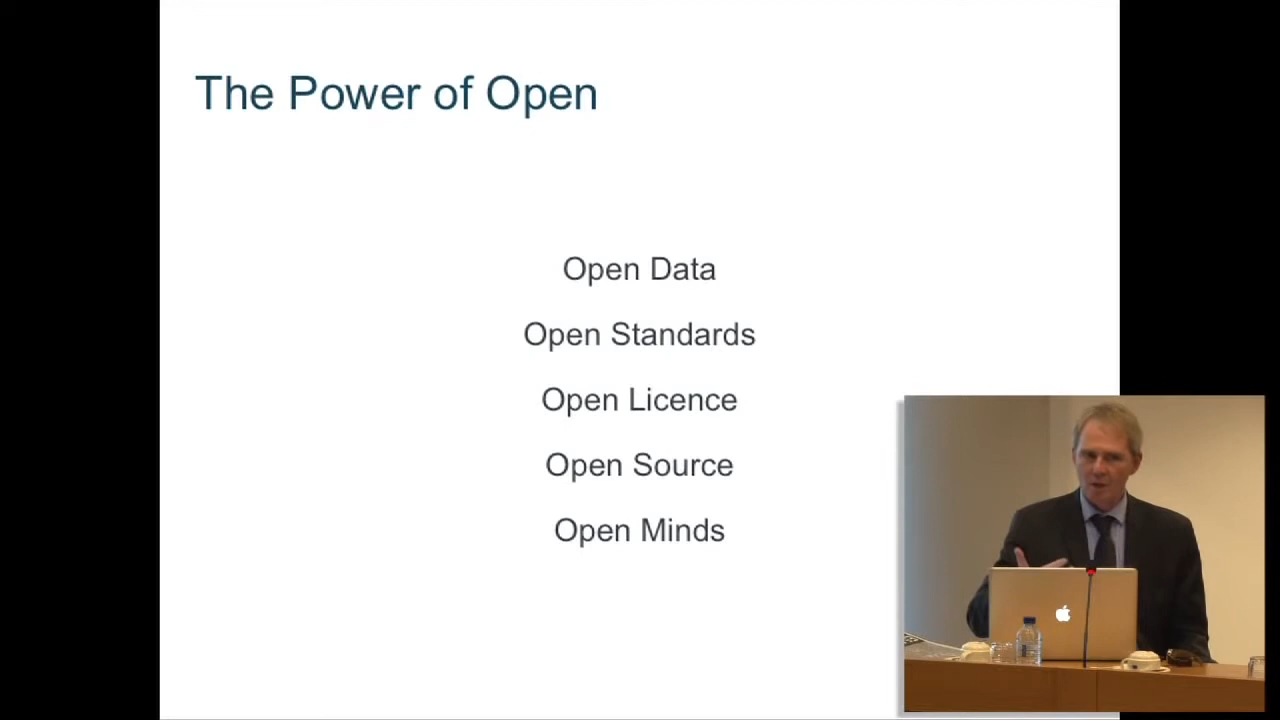 The Power of Open
Open Data
Open Standards
Open Licence
Open Source
Open Minds